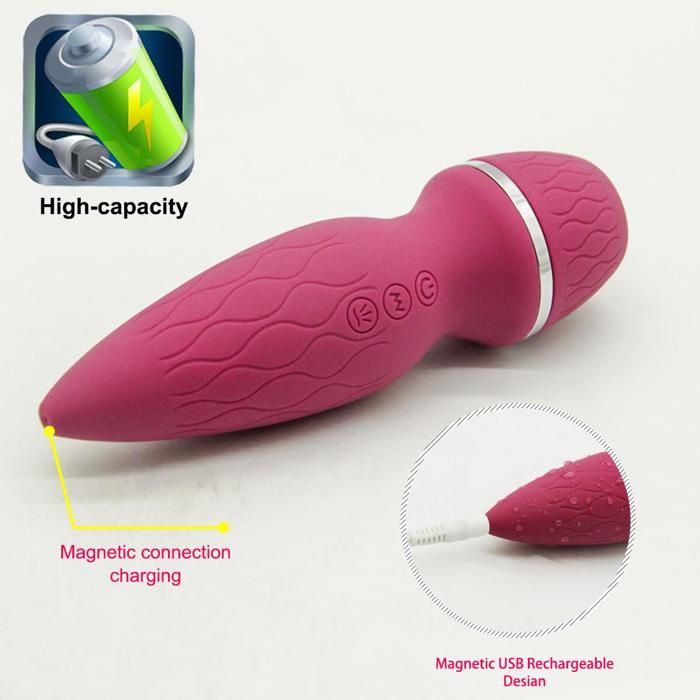 High-capacity
Magnetic connection
charging
Magnetic USB Rechargeable
Desian